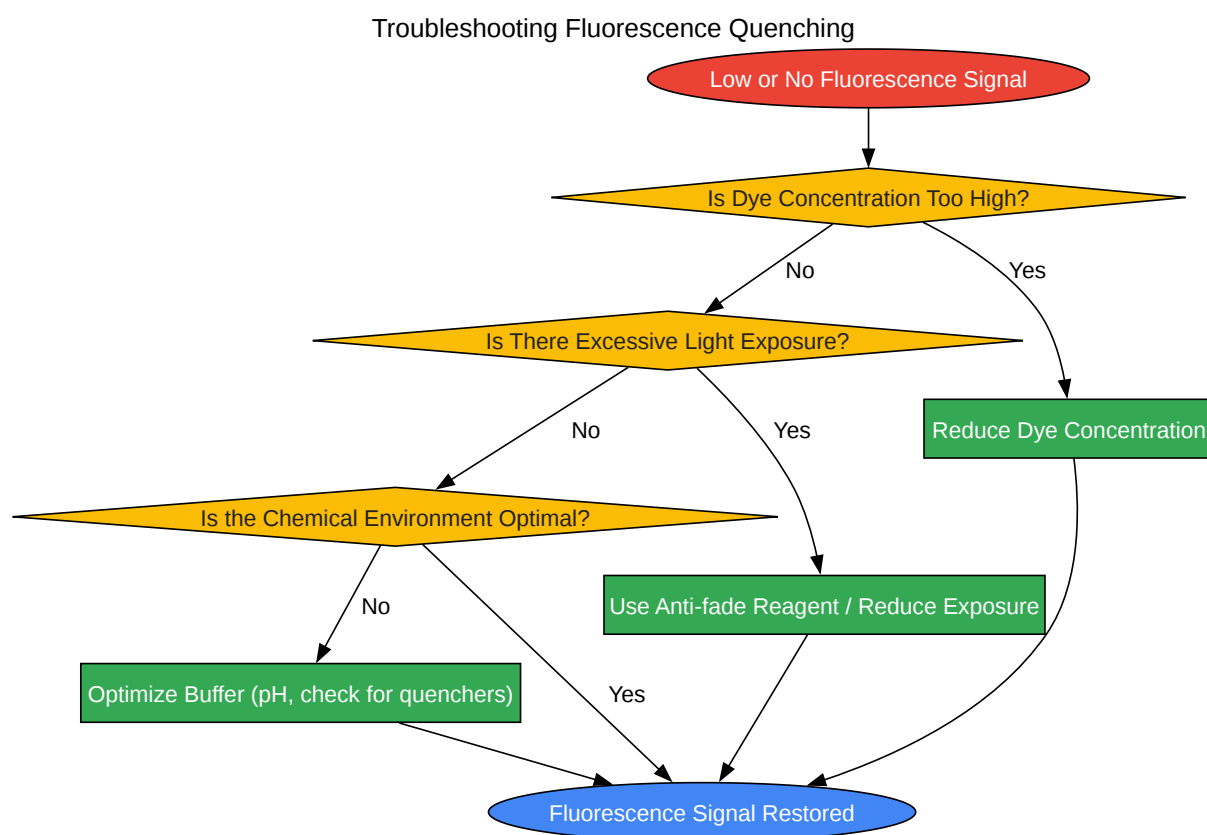 Troubleshooting Fluorescence Quenching
Low or No Fluorescence Signal
Is Dye Concentration Too High?
No
Yes
Is There Excessive Light Exposure?
Reduce Dye Concentration
No
Yes
Is the Chemical Environment Optimal?
Use Anti-fade Reagent / Reduce Exposure
No
Yes
Optimize Buffer (pH, check for quenchers)
Fluorescence Signal Restored